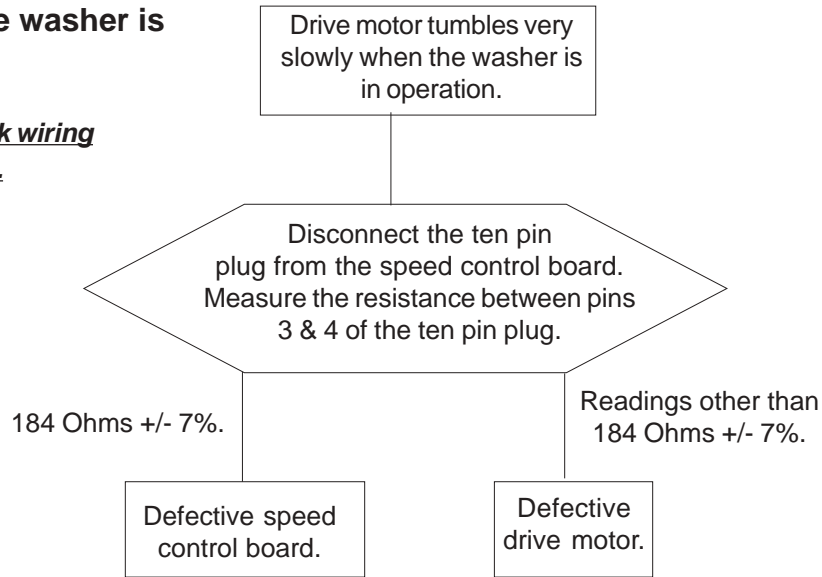 e washer is
k wiring
Drive motor tumbles very
slowly when the washer is
in operation.
Disconnect the ten pin
plug from the speed control board.
Measure the resistance between pins
3 & 4 of the ten pin plug.
184 Ohms +/- 7%.
Readings other than
184 Ohms +/- 7%.
Defective speed
control board.
Defective
drive motor.